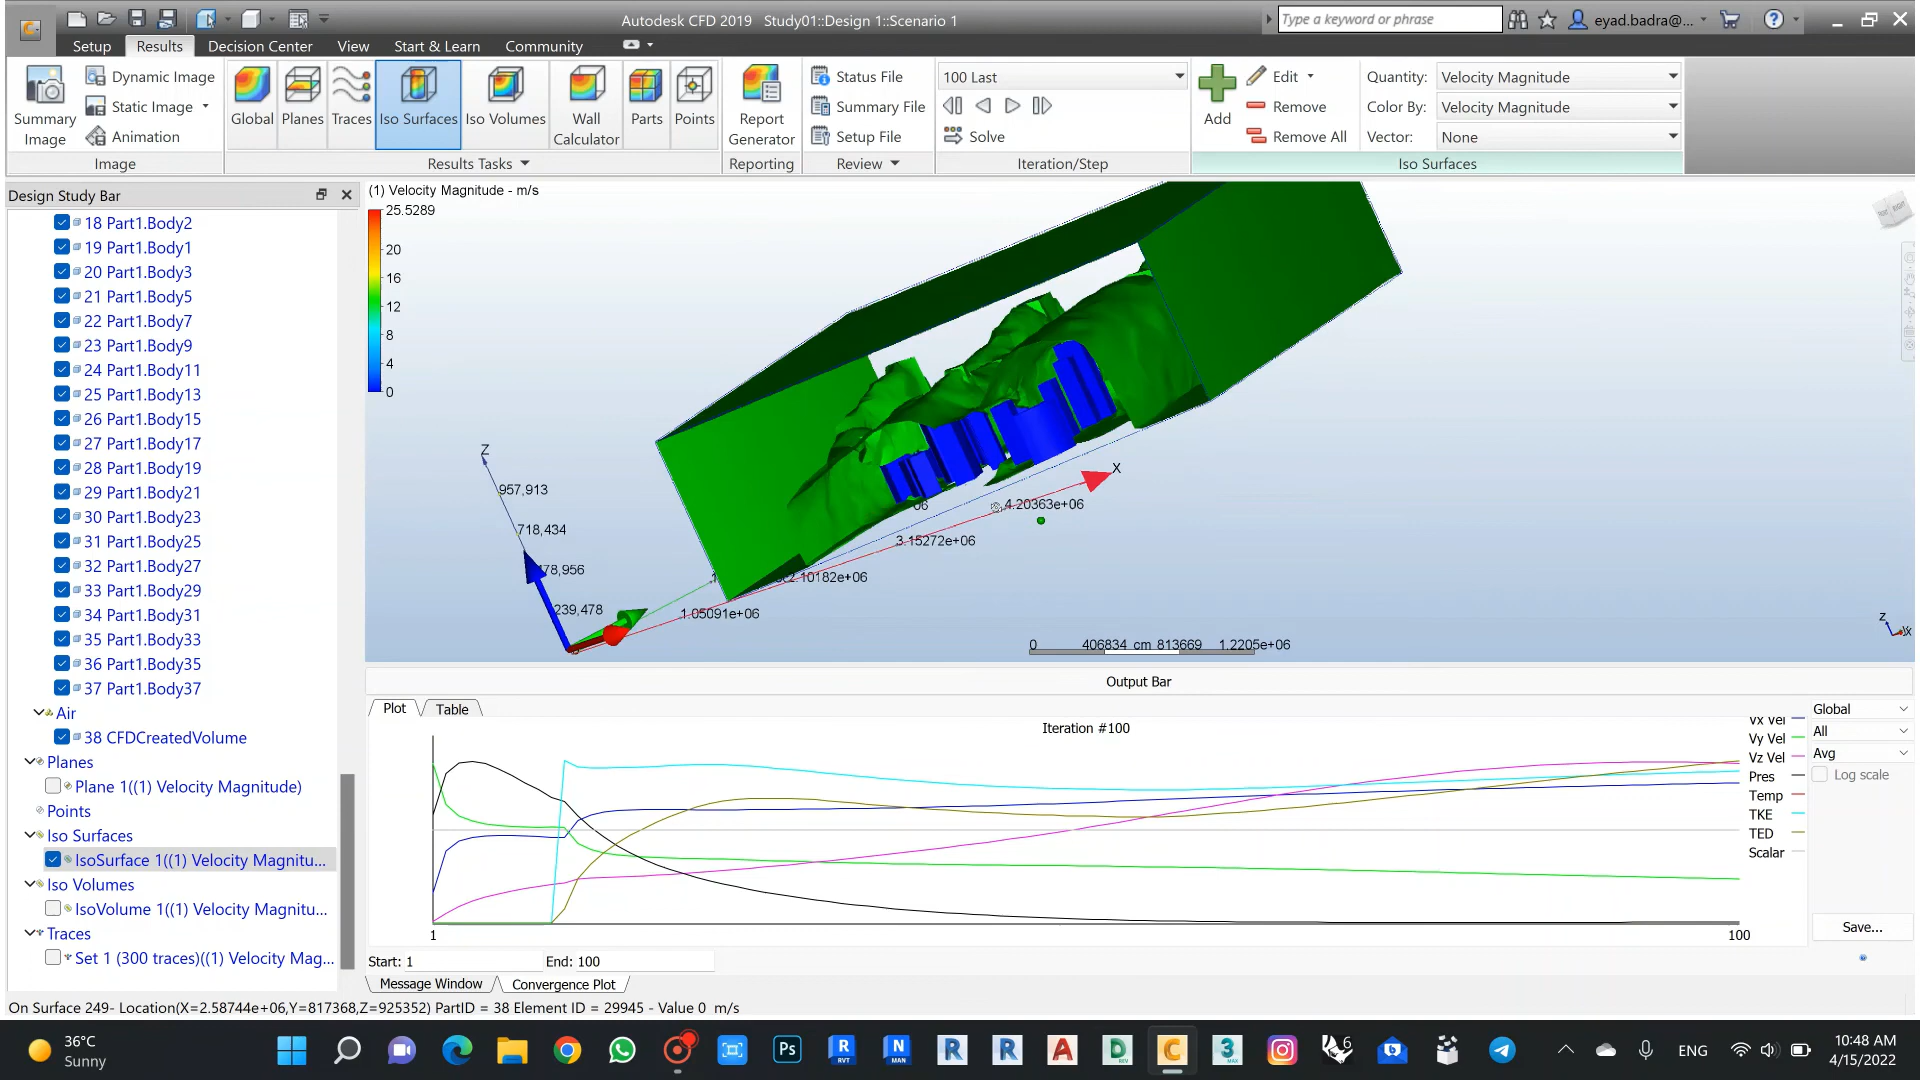 Autodesk CFD 2019   Study01::Design 1::Scenario 1
Type a keyword or phrase
eyad.badra@...
Setup
Results
Decision Center
View
Start & Learn
Community
Summary Image
Dynamic Image
Static Image
Animation
Image
Global
Planes
Traces
Iso Surfaces
Iso Volumes
Wall Calculator
Parts
Points
Results Tasks
Report Generator
Reporting
Status File
Summary File
Setup File
Review
100 Last
Solve
Iteration/Step
Add
Edit
Remove
Remove All
Quantity: Velocity Magnitude
Color By: Velocity Magnitude
Vector: None
Iso Surfaces
Design Study Bar
18 Part1.Body2
19 Part1.Body1
20 Part1.Body3
21 Part1.Body5
22 Part1.Body7
23 Part1.Body9
24 Part1.Body11
25 Part1.Body13
26 Part1.Body15
27 Part1.Body17
28 Part1.Body19
29 Part1.Body21
30 Part1.Body23
31 Part1.Body25
32 Part1.Body27
33 Part1.Body29
34 Part1.Body31
35 Part1.Body33
36 Part1.Body35
37 Part1.Body37
Air
38 CFDCreatedVolume
Planes
Plane 1((1) Velocity Magnitude)
Points
Iso Surfaces
IsoSurface 1((1) Velocity Magnitu...
Iso Volumes
IsoVolume 1((1) Velocity Magnitu...
Traces
Set 1 (300 traces)((1) Velocity Mag...
(1) Velocity Magnitude - m/s
25.5289
20
16
12
8
4
0
Z
957,913
718,434
478,956
239,478
X
4.20363e+06
06
3.15272e+06
2.10182e+06
1.05091e+06
0 406834 cm 813669 1.2205e+06
Z
X
Output Bar
Plot
Table
Iteration #100
Vx Vel
Vy Vel
Vz Vel
Pres
Temp
TKE
TED
Scalar
Global
All
Avg
Log scale
Save...
1
100
Start: 1
End: 100
Message Window
Convergence Plot
On Surface 249- Location(X=2.58744e+06,Y=817368,Z=925352) PartID = 38 Element ID = 29945 - Value 0 m/s
36°C
Sunny
ENG
10:48 AM
4/15/2022